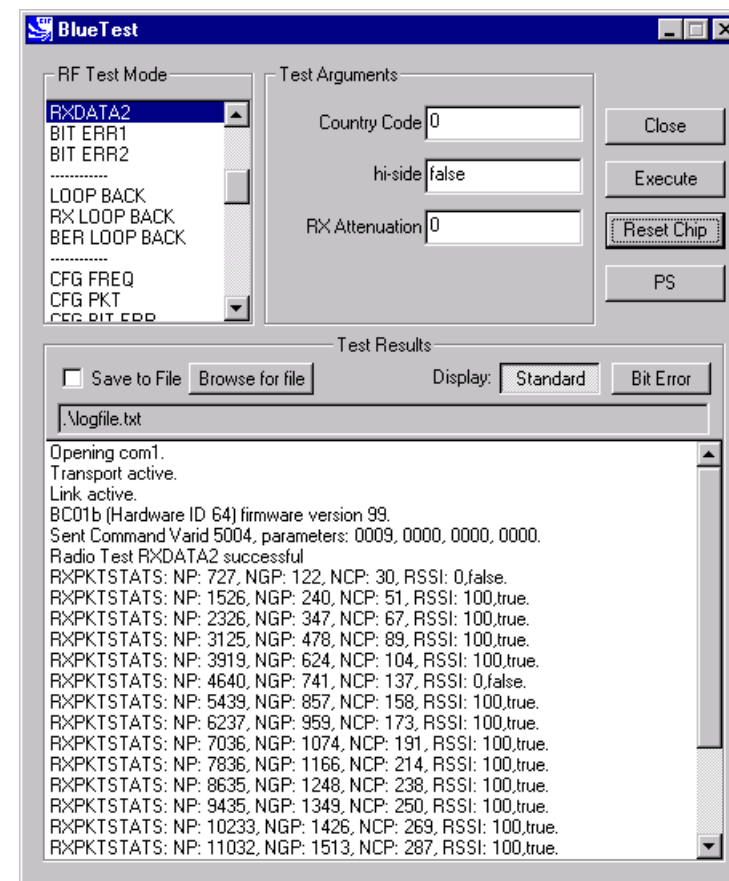 BlueTest
RF Test Mode
RXDATA2
BIT ERR1
BIT ERR2
------------
LOOP BACK
RX LOOP BACK
BER LOOP BACK
------------
CFG FREQ
CFG PKT
CFG BIT ERR
Test Arguments
Country Code 0
hi-side false
RX Attenuation 0
Close
Execute
Reset Chip
PS
Test Results
Save to File Browse for file Display: Standard Bit Error
.\logfile.txt
Opening com1.
Transport active.
Link active.
BC01b (Hardware ID 64) firmware version 99.
Sent Command Varid 5004, parameters: 0009, 0000, 0000, 0000.
Radio Test RXDATA2 successful
RXPKTSTATS: NP: 727, NGP: 122, NCP: 30, RSSI: 0,false.
RXPKTSTATS: NP: 1526, NGP: 240, NCP: 51, RSSI: 100,true.
RXPKTSTATS: NP: 2326, NGP: 347, NCP: 67, RSSI: 100,true.
RXPKTSTATS: NP: 3125, NGP: 478, NCP: 89, RSSI: 100,true.
RXPKTSTATS: NP: 3919, NGP: 624, NCP: 104, RSSI: 100,true.
RXPKTSTATS: NP: 4640, NGP: 741, NCP: 137, RSSI: 0,false.
RXPKTSTATS: NP: 5439, NGP: 857, NCP: 158, RSSI: 100,true.
RXPKTSTATS: NP: 6237, NGP: 959, NCP: 173, RSSI: 100,true.
RXPKTSTATS: NP: 7036, NGP: 1074, NCP: 191, RSSI: 100,true.
RXPKTSTATS: NP: 7836, NGP: 1166, NCP: 214, RSSI: 100,true.
RXPKTSTATS: NP: 8635, NGP: 1248, NCP: 238, RSSI: 100,true.
RXPKTSTATS: NP: 9435, NGP: 1349, NCP: 250, RSSI: 100,true.
RXPKTSTATS: NP: 10233, NGP: 1426, NCP: 269, RSSI: 100,true.
RXPKTSTATS: NP: 11032, NGP: 1513, NCP: 287, RSSI: 100,true.